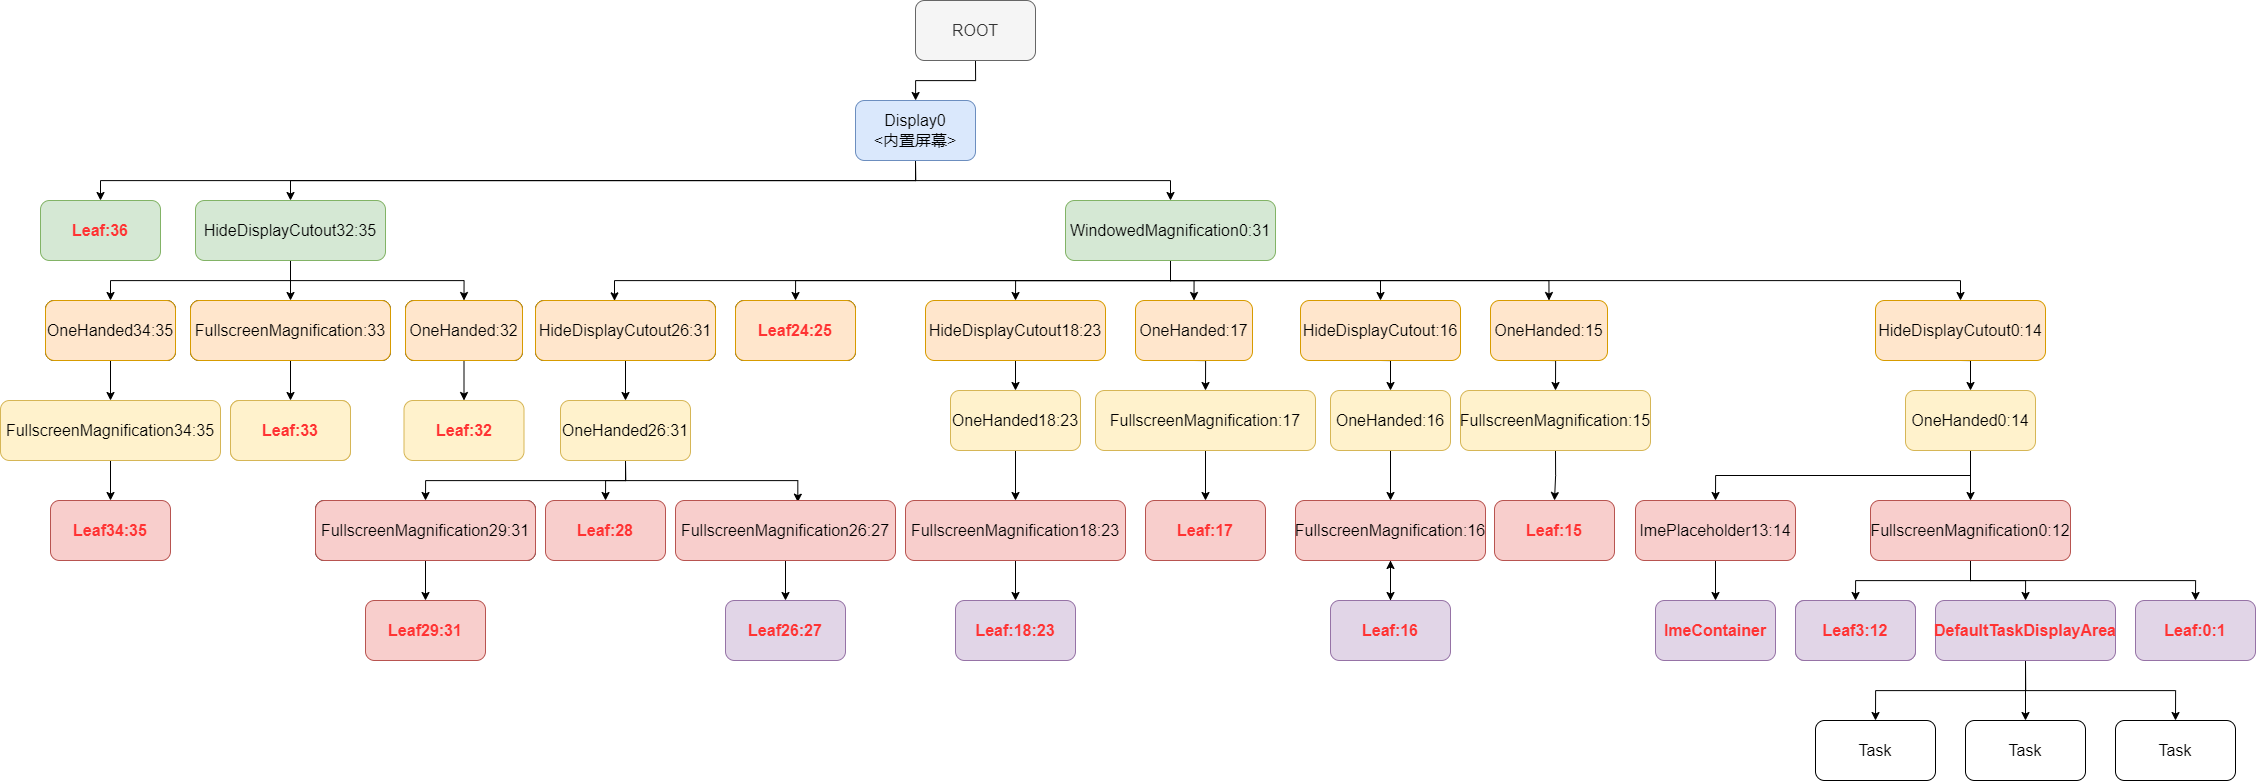 ROOT
Display0
<内置屏幕>
Leaf:36
HideDisplayCutout32:35
WindowedMagnification0:31
OneHanded34:35
FullscreenMagnification:33
OneHanded:32
HideDisplayCutout26:31
Leaf24:25
HideDisplayCutout18:23
OneHanded:17
HideDisplayCutout:16
OneHanded:15
HideDisplayCutout0:14
FullscreenMagnification34:35
Leaf:33
Leaf:32
OneHanded26:31
OneHanded18:23
FullscreenMagnification:17
OneHanded:16
FullscreenMagnification:15
OneHanded0:14
Leaf34:35
FullscreenMagnification29:31
Leaf:28
FullscreenMagnification26:27
FullscreenMagnification18:23
Leaf:17
FullscreenMagnification:16
Leaf:15
ImePlaceholder13:14
FullscreenMagnification0:12
Leaf29:31
Leaf26:27
Leaf:18:23
Leaf:16
ImeContainer
Leaf3:12
DefaultTaskDisplayArea
Leaf:0:1
Task
Task
Task